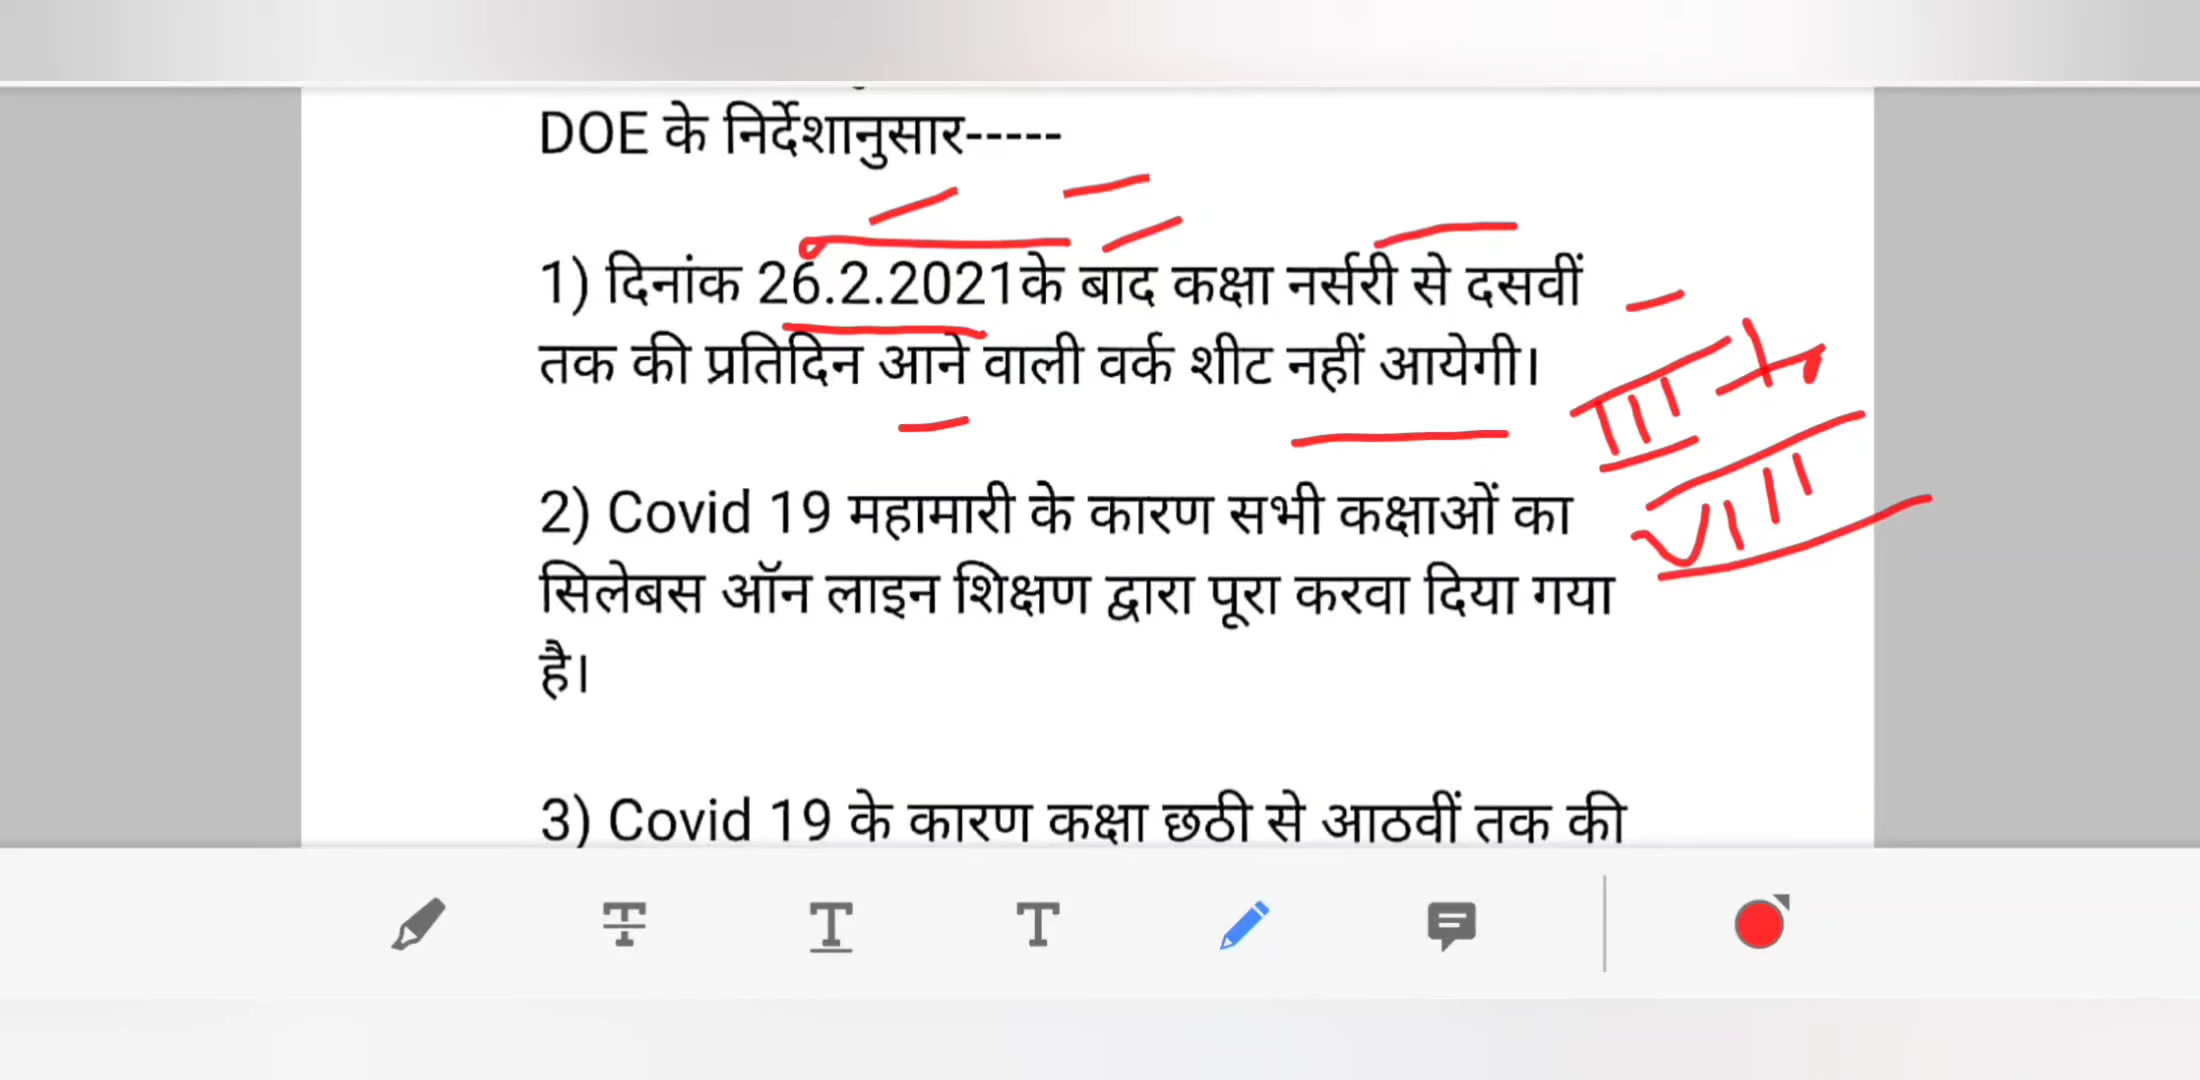 DOE के निर्देशानुसार-----
1) दिनांक 26.2.2021के बाद कक्षा नर्सरी से दसवीं
तक की प्रतिदिन आने वाली वर्क शीट नहीं आयेगी।
III to
VIII
2) Covid 19 महामारी के कारण सभी कक्षाओं का
सिलेबस ऑन लाइन शिक्षण द्वारा पूरा करवा दिया गया
है।
3) Covid 19 के कारण कक्षा छठी से आठवीं तक की